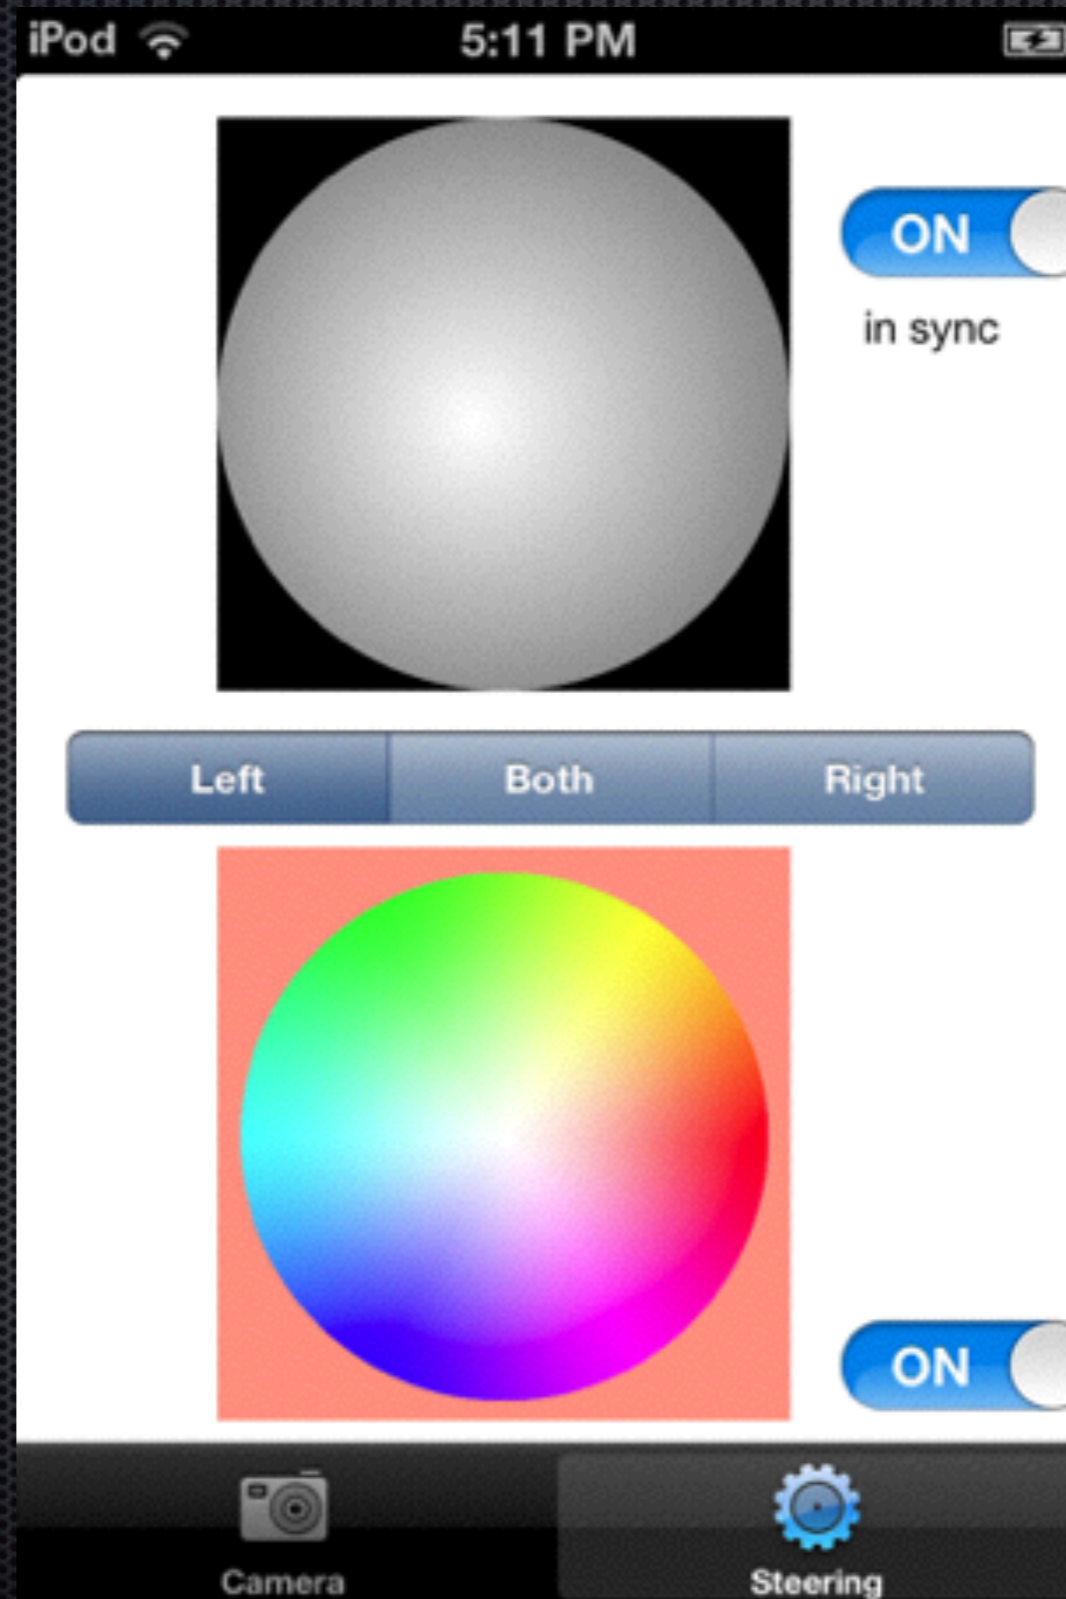 iPod 5:11 PM
ON
in sync
Left Both Right
ON
Camera Steering